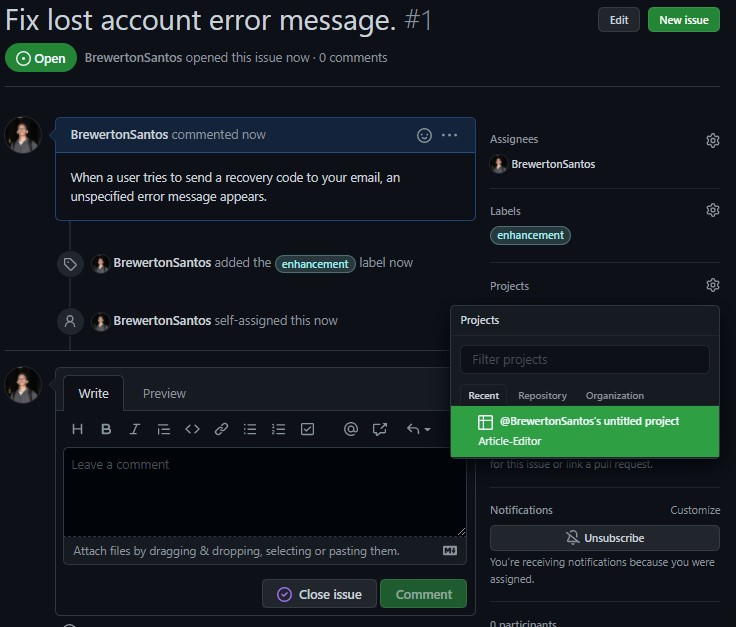 Fix lost account error message. #1
Edit
New issue
Open
BrewertonSantos opened this issue now · 0 comments
BrewertonSantos commented now
When a user tries to send a recovery code to your email, an
unspecified error message appears.
BrewertonSantos added the enhancement label now
BrewertonSantos self-assigned this now
Write
Preview
H B I
Leave a comment
Attach files by dragging & dropping, selecting or pasting them.
Close issue
Comment
Assignees
BrewertonSantos
Labels
enhancement
Projects
Projects
Filter projects
Recent
Repository
Organization
@BrewertonSantos's untitled project
Article-Editor
for this issue or link a pull request.
Notifications
Customize
Unsubscribe
You're receiving notifications because you were
assigned.
0 participants